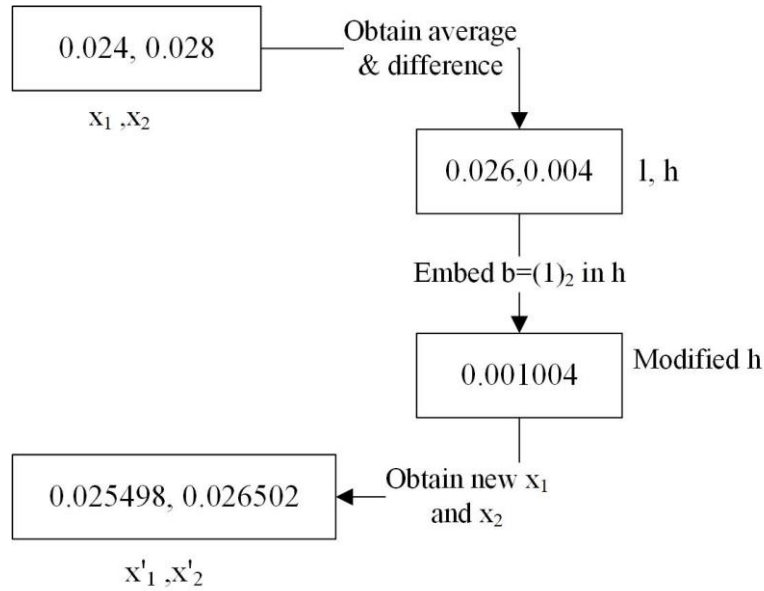 0.024, 0.028
x₁ ,x₂
Obtain average
& difference
0.026,0.004
l, h
Embed b=(1)₂ in h
0.001004
Modified h
Obtain new x₁
and x₂
0.025498, 0.026502
x'₁ ,x'₂